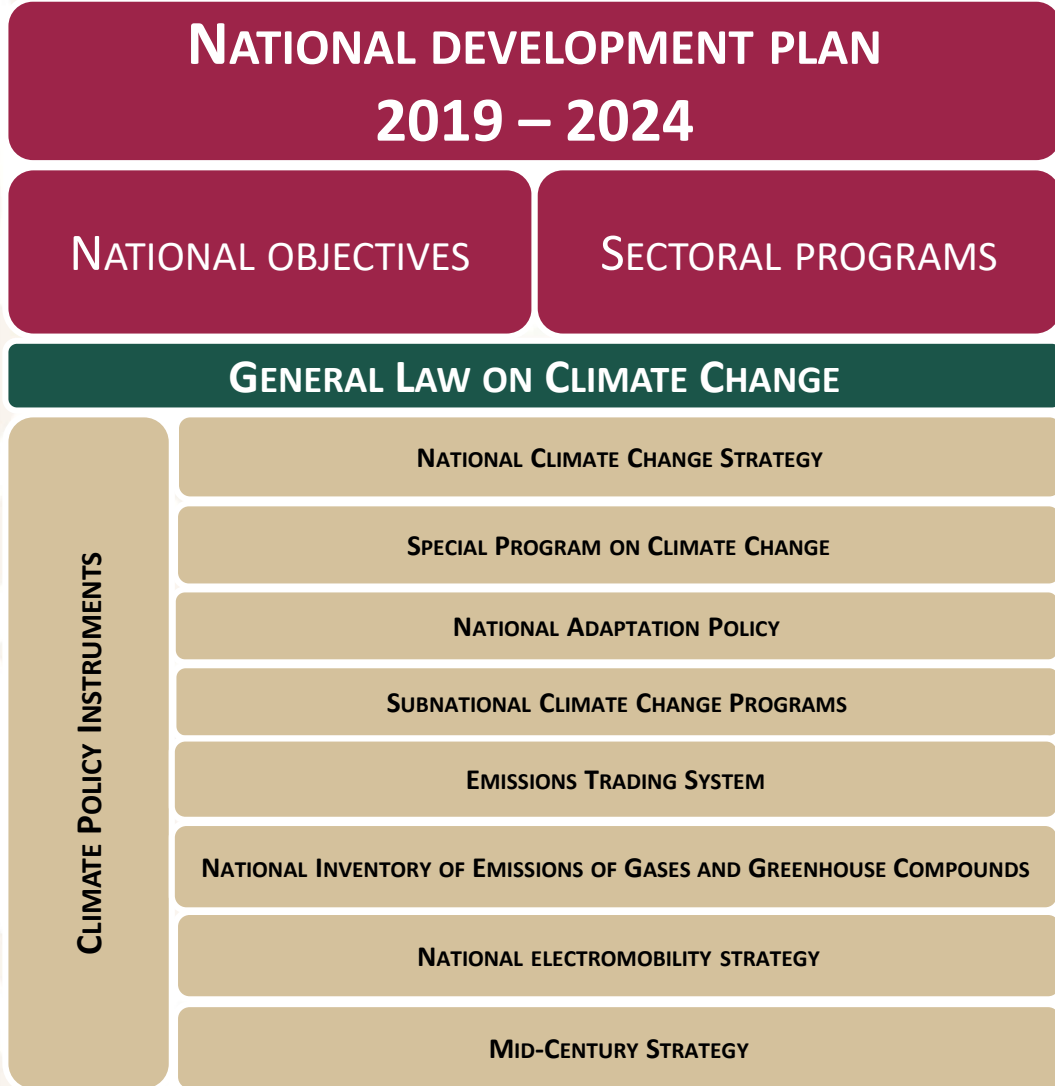 NATIONAL DEVELOPMENT PLAN
2019 – 2024
NATIONAL OBJECTIVES
SECTORAL PROGRAMS
GENERAL LAW ON CLIMATE CHANGE
CLIMATE POLICY INSTRUMENTS
NATIONAL CLIMATE CHANGE STRATEGY
SPECIAL PROGRAM ON CLIMATE CHANGE
NATIONAL ADAPTATION POLICY
SUBNATIONAL CLIMATE CHANGE PROGRAMS
EMISSIONS TRADING SYSTEM
NATIONAL INVENTORY OF EMISSIONS OF GASES AND GREENHOUSE COMPOUNDS
NATIONAL ELECTROMOBILITY STRATEGY
MID-CENTURY STRATEGY